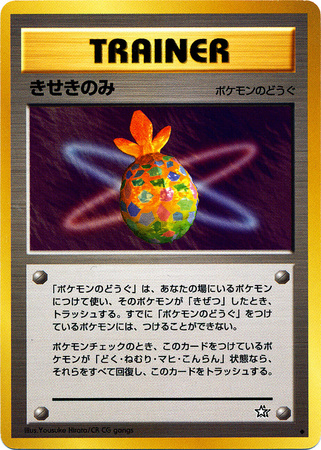 TRAINER
きせきのみ
ポケモンのどうぐ
「ポケモンのどうぐ」は、あなたの場にいるポケモン
につけて使い、そのポケモンが「きぜつ」したとき、
トラッシュする。すでに「ポケモンのどうぐ」をつけ
ているポケモンには、つけることができない。
ポケモンチェックのとき、このカードをつけている
ポケモンが「どく・ねむり・マヒ・こんらん」状態なら、
それらをすべて回復し、このカードをトラッシュする。
Illus.Yousuke Hirata/CR CG gangs
N